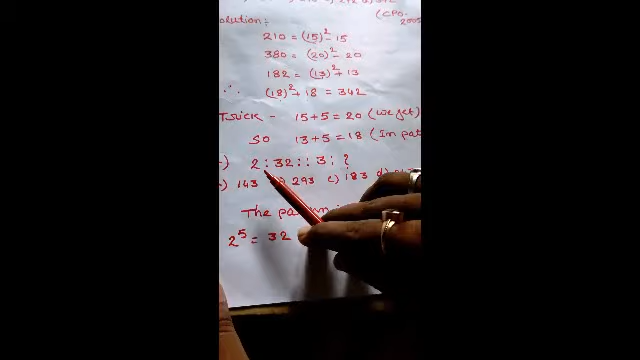 (CPO-
olution:
2005
210 = (15)² - 15
380 = (20)² - 20
182 = (13)² + 13
∴ (18)² + 18 = 342
Trick - 15 + 5 = 20 (We get)
So 13 + 5 = 18 (In pat
2 : 32 : : 3 : ?
143 293 c) 183 d)
The pa
2⁵ = 32